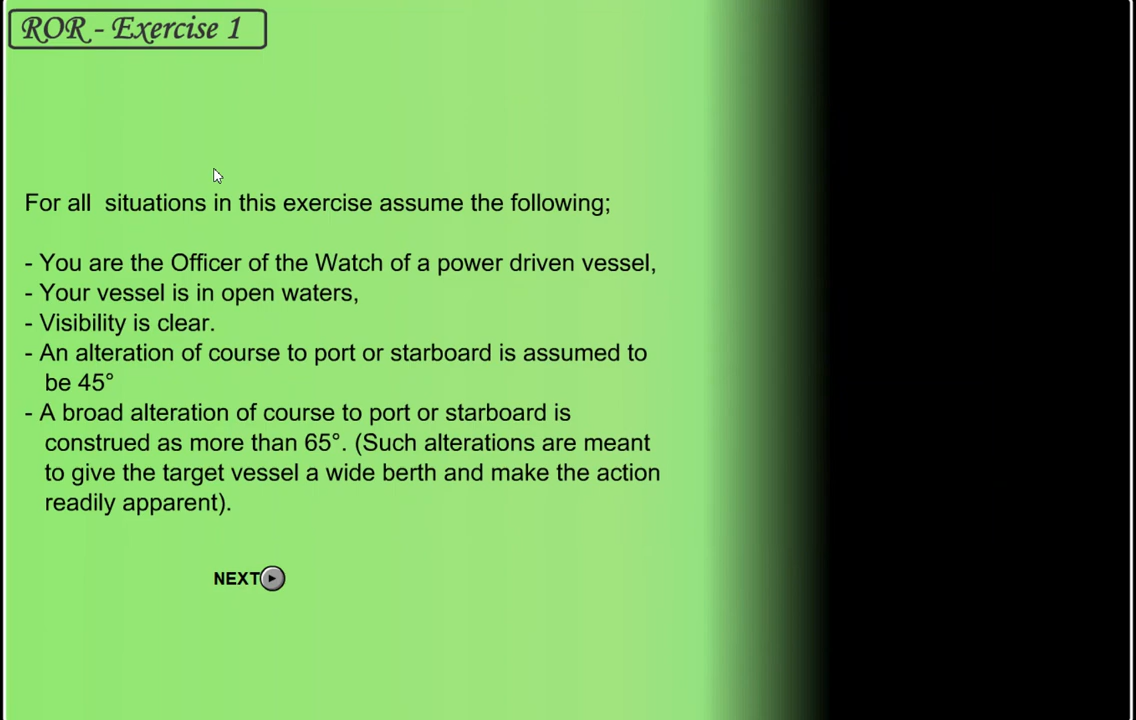 ROR - Exercise 1
For all situations in this exercise assume the following;
- You are the Officer of the Watch of a power driven vessel,
- Your vessel is in open waters,
- Visibility is clear.
- An alteration of course to port or starboard is assumed to
be 45°
- A broad alteration of course to port or starboard is
construed as more than 65°. (Such alterations are meant
to give the target vessel a wide berth and make the action
readily apparent).
NEXT